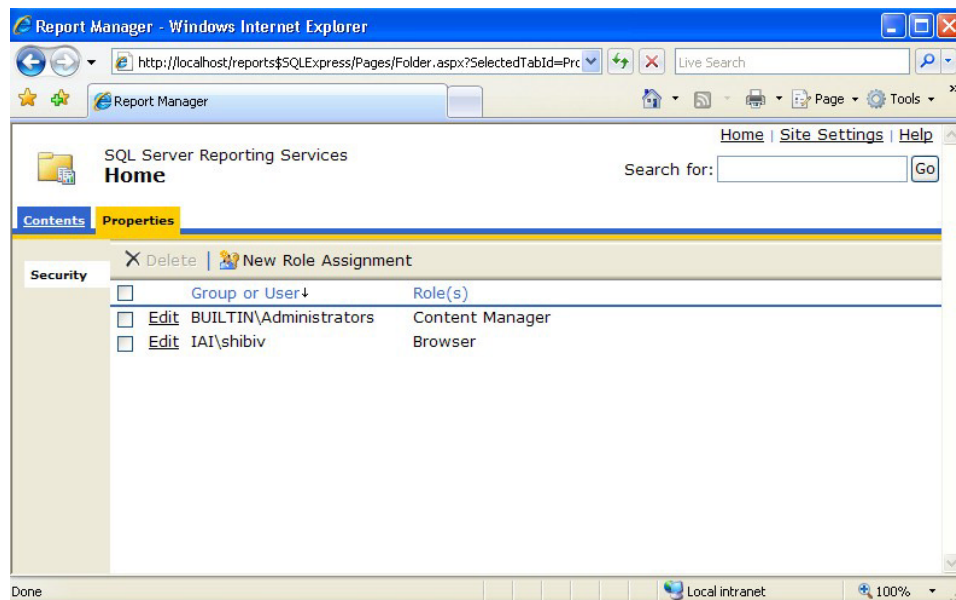 Report Manager - Windows Internet Explorer
http://localhost/reports$SQLExpress/Pages/Folder.aspx?SelectedTabId=Prc
Live Search
Report Manager
Page
Tools
Home | Site Settings | Help
SQL Server Reporting Services
Home
Search for:
Go
Contents
Properties
Security
Delete | New Role Assignment
Group or User↓ Role(s)
Edit BUILTIN\Administrators Content Manager
Edit IAI\shibiv Browser
Done
Local intranet
100%